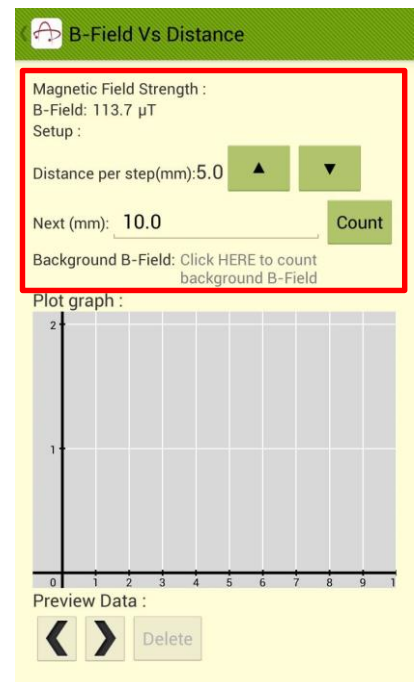 B-Field Vs Distance
Magnetic Field Strength :
B-Field: 113.7 µT
Setup :
Distance per step(mm):5.0 ▲ ▼
Next (mm): 10.0 Count
Background B-Field: Click HERE to count
background B-Field
Plot graph :
2
1
0 1 2 3 4 5 6 7 8 9 1
Preview Data :
❮ ❯ Delete